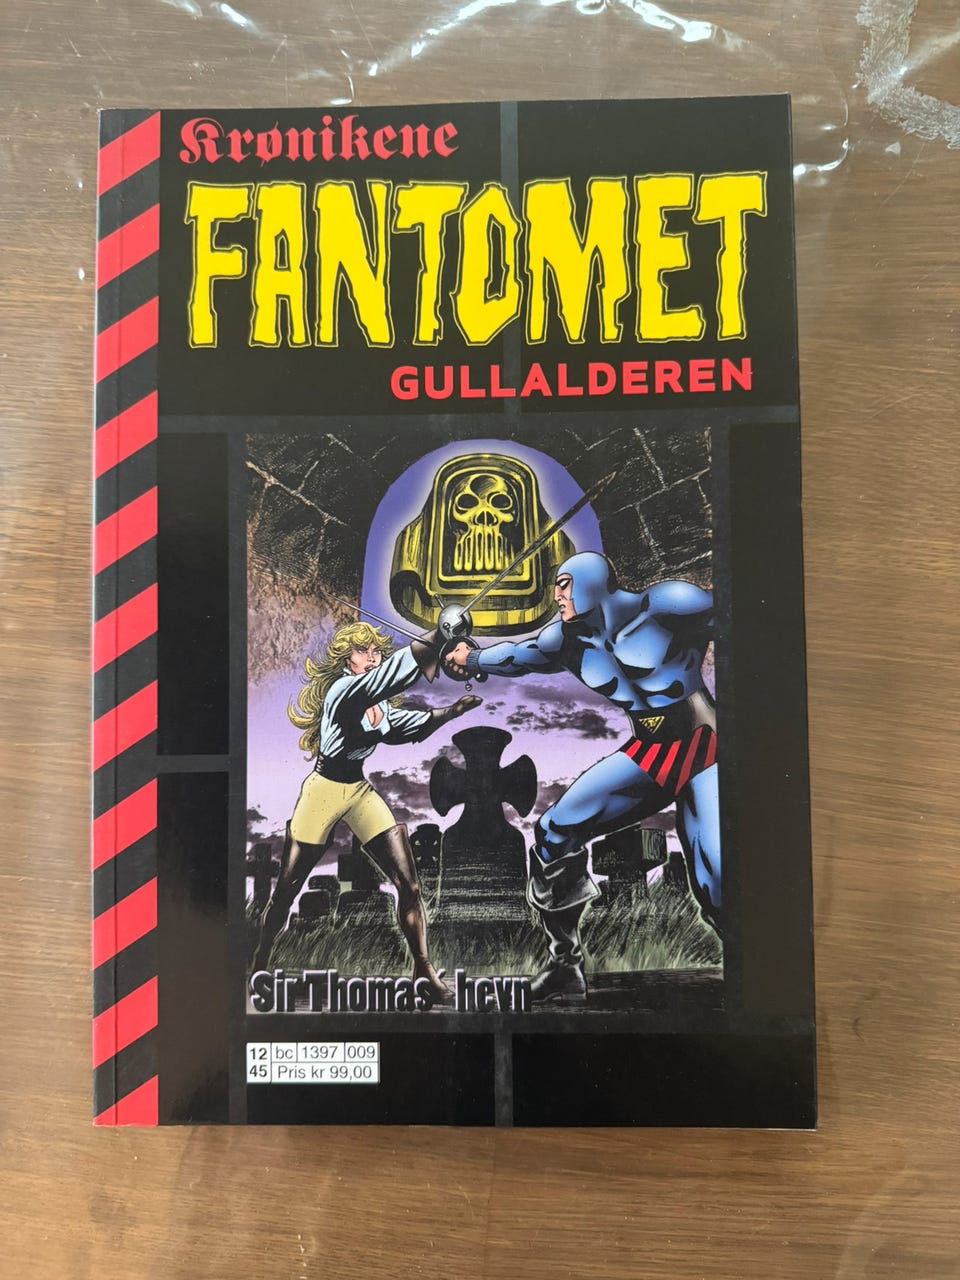 Krønikene
FANTOMET
GULLALDEREN
Sir Thomas' hevn
12 bc 1397 009
45 Pris kr 99,00